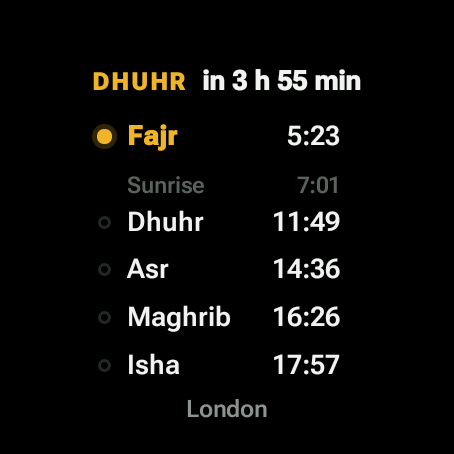 DHUHR in 3 h 55 min
Fajr 5:23
Sunrise 7:01
Dhuhr 11:49
Asr 14:36
Maghrib 16:26
Isha 17:57
London